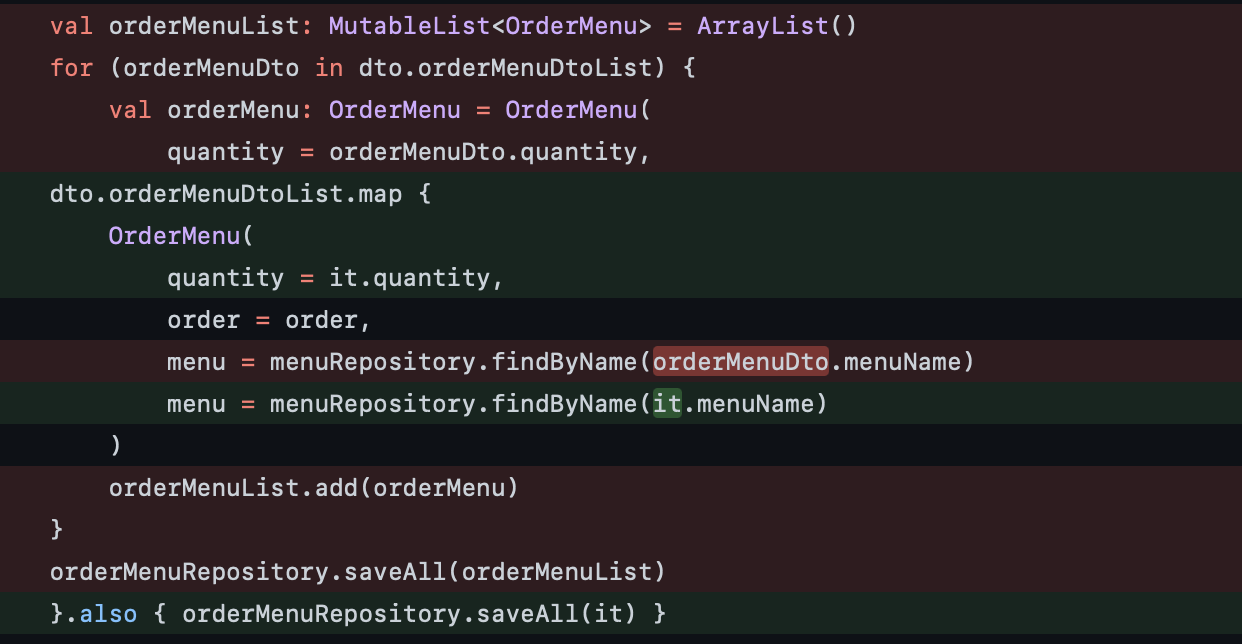 val orderMenuList: MutableList<OrderMenu> = ArrayList()
for (orderMenuDto in dto.orderMenuDtoList) {
    val orderMenu: OrderMenu = OrderMenu(
        quantity = orderMenuDto.quantity,
dto.orderMenuDtoList.map {
    OrderMenu(
        quantity = it.quantity,
        order = order,
        menu = menuRepository.findByName(orderMenuDto.menuName)
        menu = menuRepository.findByName(it.menuName)
    )
    orderMenuList.add(orderMenu)
}
orderMenuRepository.saveAll(orderMenuList)
}.also { orderMenuRepository.saveAll(it) }